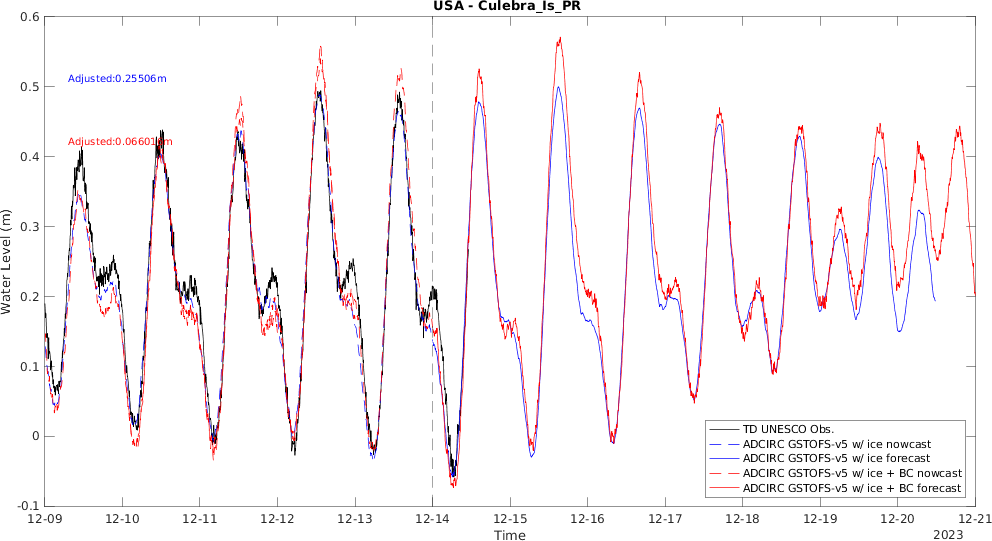 USA - Culebra_Is_PR
0.6
0.5
0.4
0.3
0.2
0.1
0
-0.1
Water Level (m)
Adjusted:0.25506m
TD UNESCO Obs.
ADCIRC GSTOFS-v5 w/ ice nowcast
ADCIRC GSTOFS-v5 w/ ice forecast
ADCIRC GSTOFS-v5 w/ ice + BC nowcast
ADCIRC GSTOFS-v5 w/ ice + BC forecast
12-09 12-10 12-11 12-12 12-13 12-14 12-15 12-16 12-17 12-18 12-19 12-20 12-21
Time
2023